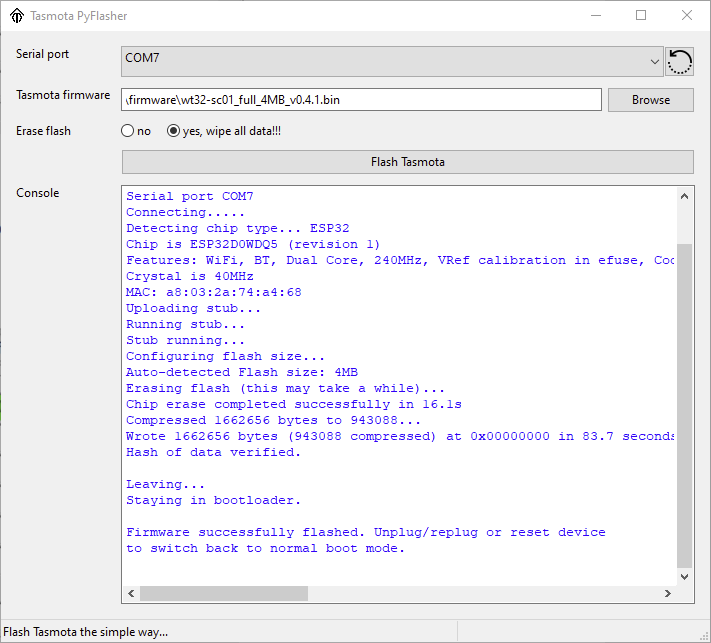 Tasmota PyFlasher
Serial port
COM7
Tasmota firmware
\firmware\wt32-sc01_full_4MB_v0.4.1.bin
Browse
Erase flash
no
yes, wipe all data!!!
Flash Tasmota
Console
Serial port COM7
Connecting.....
Detecting chip type... ESP32
Chip is ESP32D0WDQ5 (revision 1)
Features: WiFi, BT, Dual Core, 240MHz, VRef calibration in efuse,
Crystal is 40MHz
MAC: a8:03:2a:74:a4:68
Uploading stub...
Running stub...
Stub running...
Configuring flash size...
Auto-detected Flash size: 4MB
Erasing flash (this may take a while)...
Chip erase completed successfully in 16.1s
Compressed 1662656 bytes to 943088...
Wrote 1662656 bytes (943088 compressed) at 0x00000000 in 83.7 seconds
Hash of data verified.
Leaving...
Staying in bootloader.
Firmware successfully flashed. Unplug/replug or reset device
to switch back to normal boot mode.
Flash Tasmota the simple way...